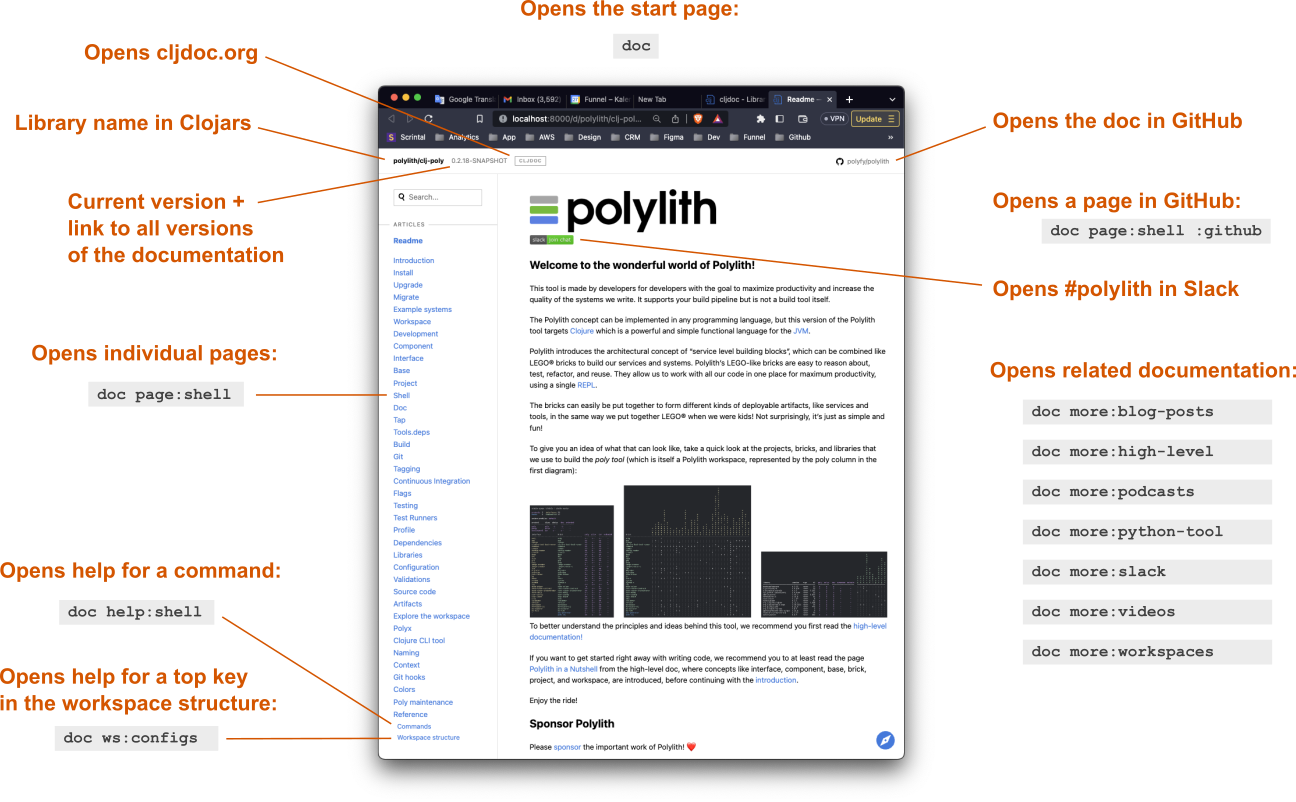 Opens the start page:
doc
Opens cljdoc.org
Library name in Clojars
Current version +
link to all versions
of the documentation
Opens individual pages:
doc page:shell
Opens help for a command:
doc help:shell
Opens help for a top key
in the workspace structure:
doc ws:configs
Google Transl
Inbox (3,592)
Funnel – Kale
New Tab
cljdoc - Librar
Readme –
localhost:8000/d/polylith/clj-pol...
VPN
Update
Scrintal
Analytics
App
AWS
Design
CRM
Figma
Dev
Funnel
Github
»
polylith/clj-poly
0.2.18-SNAPSHOT
CLJDOC
polyfy/polylith
Search...
ARTICLES
Readme
Introduction
Install
Upgrade
Migrate
Example systems
Workspace
Development
Component
Interface
Base
Project
Shell
Doc
Tap
Tools.deps
Build
Git
Tagging
Continuous Integration
Flags
Testing
Test Runners
Profile
Dependencies
Libraries
Configuration
Validations
Source code
Artifacts
Explore the workspace
Polyx
Clojure CLI tool
Naming
Context
Git hooks
Colors
Poly maintenance
Reference
Commands
Workspace structure
polylith
slack join chat
Welcome to the wonderful world of Polylith!
This tool is made by developers for developers with the goal to maximize productivity and increase the
quality of the systems we write. It supports your build pipeline but is not a build tool itself.
The Polylith concept can be implemented in any programming language, but this version of the Polylith
tool targets Clojure which is a powerful and simple functional language for the JVM.
Polylith introduces the architectural concept of "service level building blocks", which can be combined like
LEGO® bricks to build our services and systems. Polylith's LEGO-like bricks are easy to reason about,
test, refactor, and reuse. They allow us to work with all our code in one place for maximum productivity,
using a single REPL.
The bricks can easily be put together to form different kinds of deployable artifacts, like services and
tools, in the same way we put together LEGO® when we were kids! Not surprisingly, it's just as simple and
fun!
To give you an idea of what that can look like, take a quick look at the projects, bricks, and libraries that
we use to build the poly tool (which is itself a Polylith workspace, represented by the poly column in the
first diagram):
To better understand the principles and ideas behind this tool, we recommend you first read the high-level
documentation!
If you want to get started right away with writing code, we recommend you to at least read the page
Polylith in a Nutshell from the high-level doc, where concepts like interface, component, base, brick,
project, and workspace, are introduced, before continuing with the introduction.
Enjoy the ride!
Sponsor Polylith
Please sponsor the important work of Polylith! ❤️
Opens the doc in GitHub
Opens a page in GitHub:
doc page:shell :github
Opens #polylith in Slack
Opens related documentation:
doc more:blog-posts
doc more:high-level
doc more:podcasts
doc more:python-tool
doc more:slack
doc more:videos
doc more:workspaces